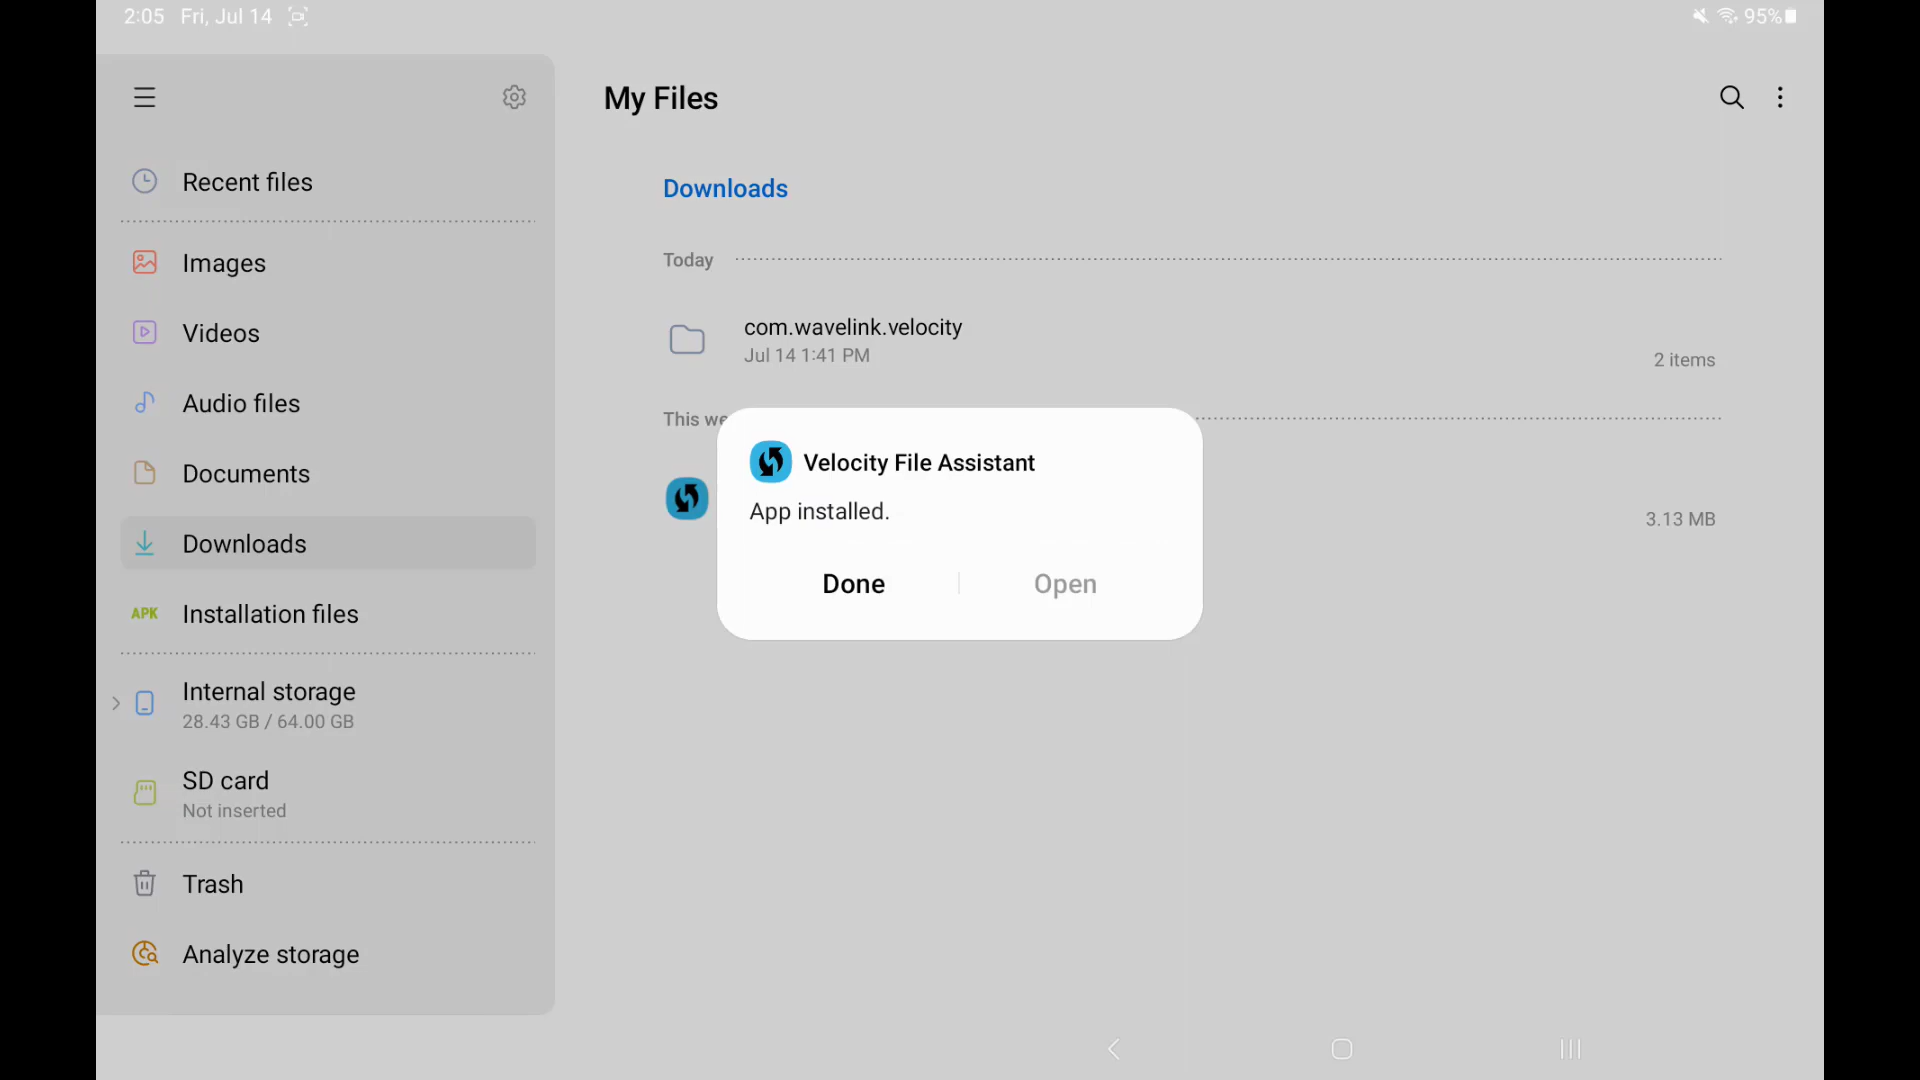 2:05 Fri, Jul 14
95%
My Files
Recent files
Images
Videos
Audio files
Documents
Downloads
APK Installation files
Internal storage
28.43 GB / 64.00 GB
SD card
Not inserted
Trash
Analyze storage
Downloads
Today
com.wavelink.velocity
Jul 14 1:41 PM
2 items
This
3.13 MB
Velocity File Assistant
App installed.
Done
Open